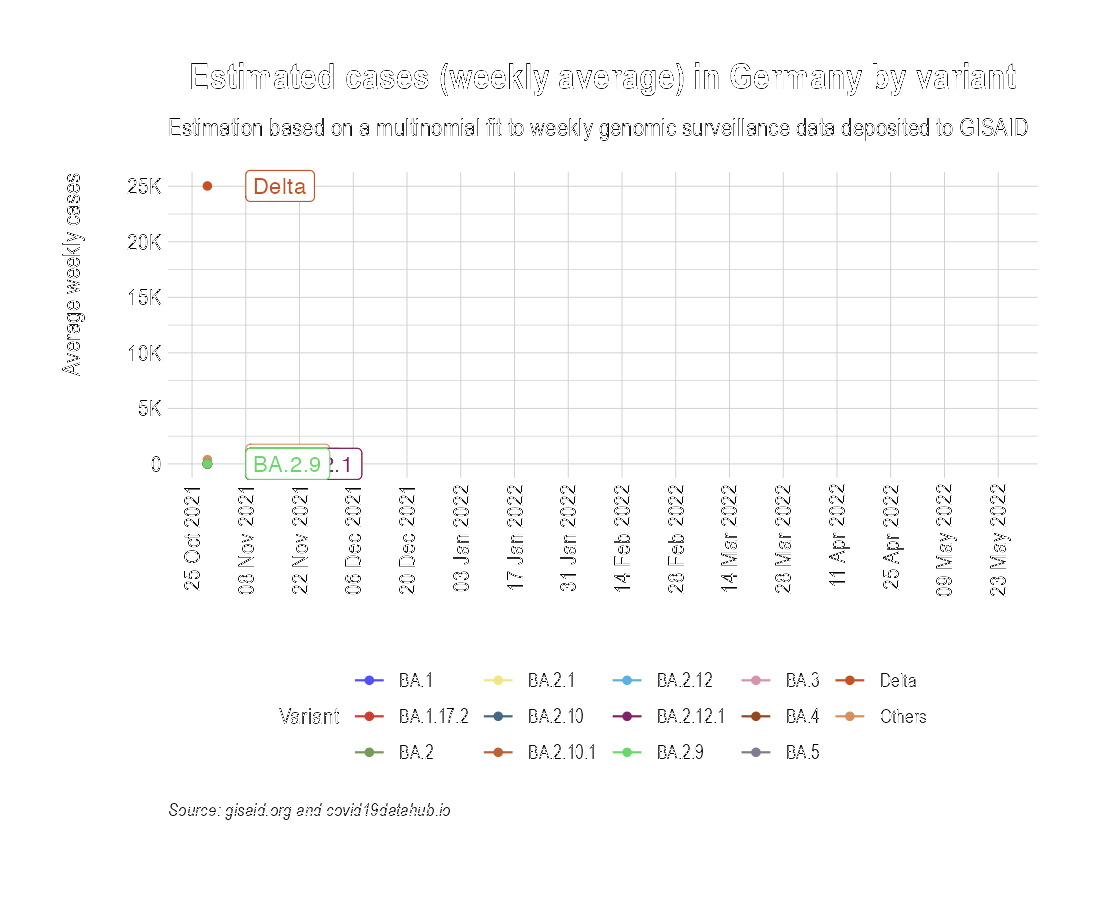 Estimated cases (weekly average) in Germany by variant
Estimation based on a multinomial fit to weekly genomic surveillance data deposited to GISAID
Average weekly cases
25K
20K
15K
10K
5K
0
Delta
BA.2.9
2.1
25 Oct 2021
08 Nov 2021
22 Nov 2021
06 Dec 2021
20 Dec 2021
03 Jan 2022
17 Jan 2022
31 Jan 2022
14 Feb 2022
28 Feb 2022
14 Mar 2022
28 Mar 2022
11 Apr 2022
25 Apr 2022
09 May 2022
23 May 2022
Variant
BA.1
BA.2.1
BA.2.12
BA.3
Delta
BA.1.17.2
BA.2.10
BA.2.12.1
BA.4
Others
BA.2
BA.2.10.1
BA.2.9
BA.5
Source: gisaid.org and covid19datahub.io